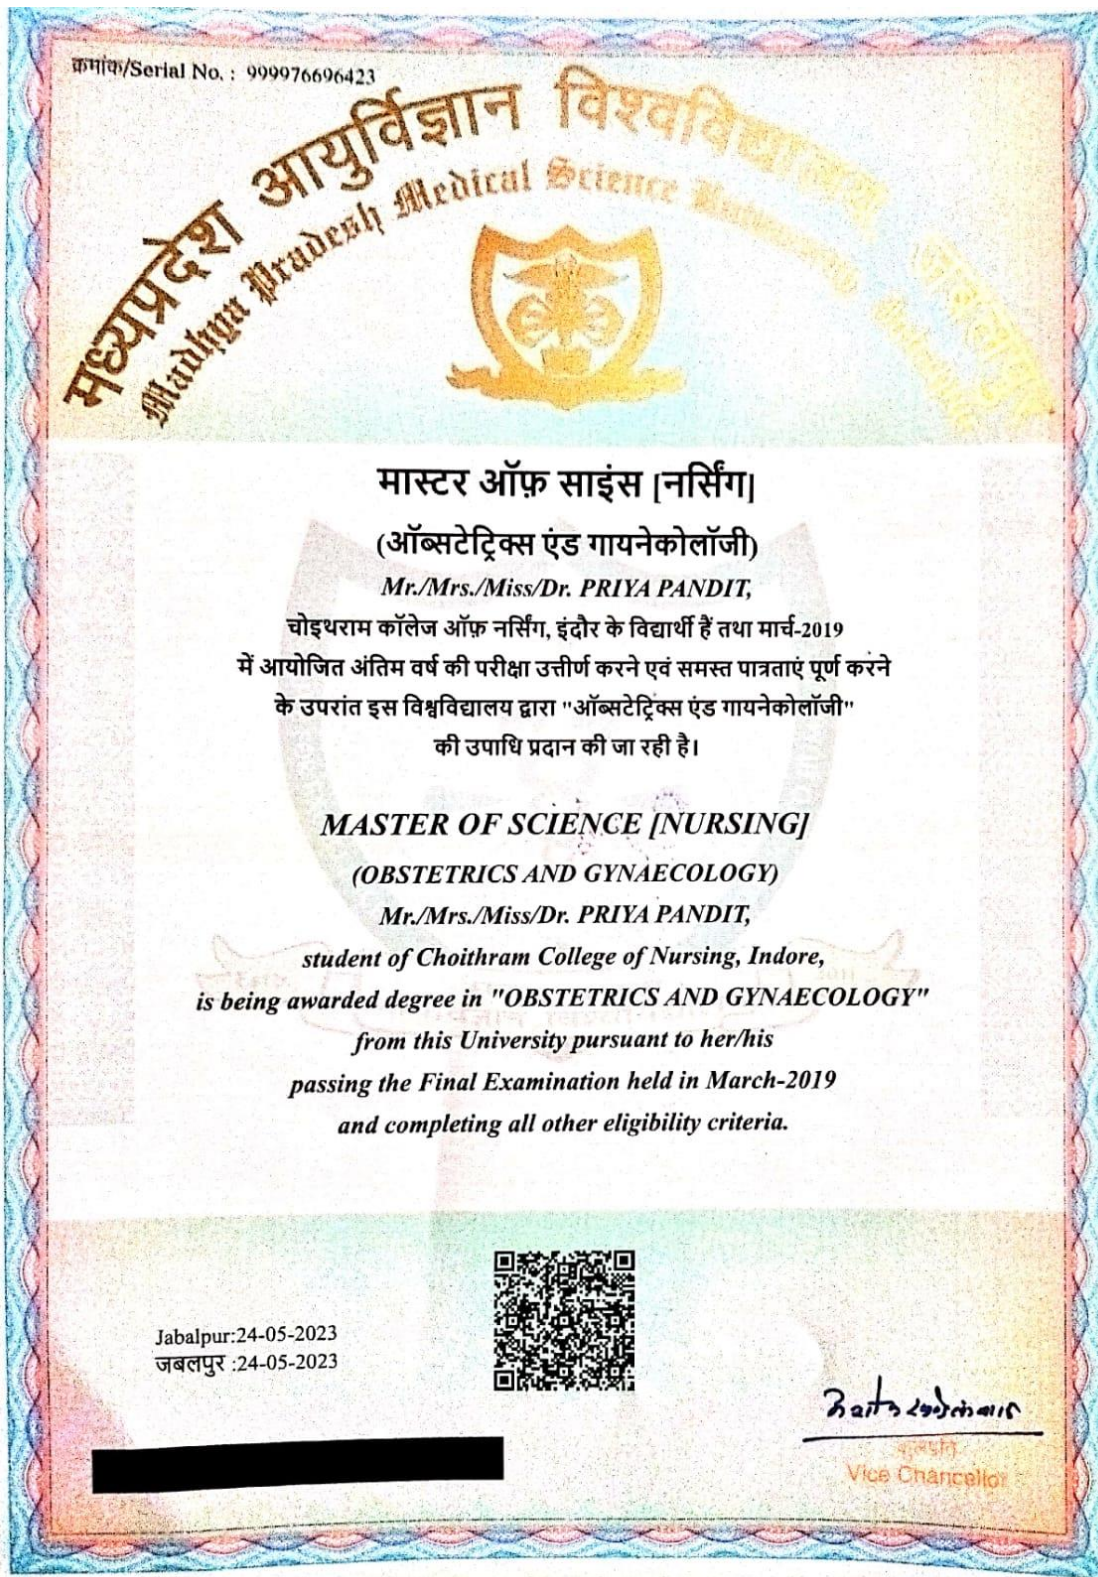 क्रमांक/Serial No. : 999976696423
मध्यप्रदेश आयुर्विज्ञान विश्वविद्यालय, जबलपुर
Madhya Pradesh Medical Science University
मास्टर ऑफ़ साइंस [नर्सिंग]
(ऑब्सटेट्रिक्स एंड गायनेकोलॉजी)
Mr./Mrs./Miss/Dr. PRIYA PANDIT,
चोइथराम कॉलेज ऑफ़ नर्सिंग, इंदौर के विद्यार्थी हैं तथा मार्च-2019
में आयोजित अंतिम वर्ष की परीक्षा उत्तीर्ण करने एवं समस्त पात्रताएं पूर्ण करने
के उपरांत इस विश्वविद्यालय द्वारा "ऑब्सटेट्रिक्स एंड गायनेकोलॉजी"
की उपाधि प्रदान की जा रही है।
MASTER OF SCIENCE [NURSING]
(OBSTETRICS AND GYNAECOLOGY)
Mr./Mrs./Miss/Dr. PRIYA PANDIT,
student of Choithram College of Nursing, Indore,
is being awarded degree in "OBSTETRICS AND GYNAECOLOGY"
from this University pursuant to her/his
passing the Final Examination held in March-2019
and completing all other eligibility criteria.
Jabalpur:24-05-2023
जबलपुर :24-05-2023
कुलपति
Vice Chancellor